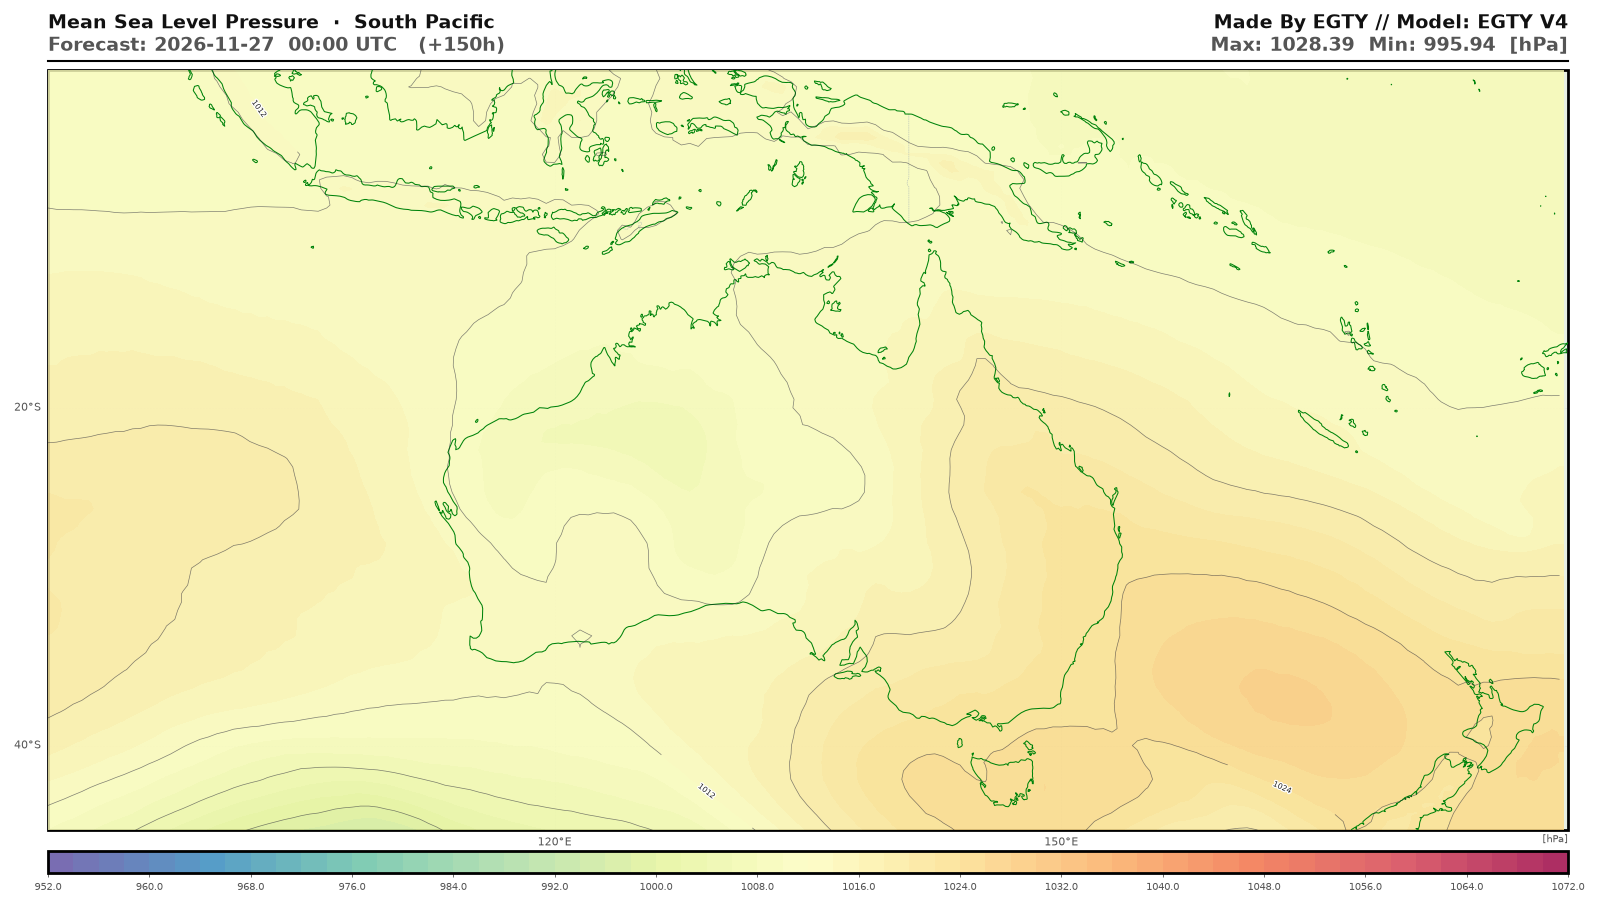 Mean Sea Level Pressure · South Pacific
Made By EGTY // Model: EGTY V4
Forecast: 2026-11-27 00:00 UTC (+150h)
Max: 1028.39 Min: 995.94 [hPa]
1012
20°S
40°S
1012
1024
120°E
150°E
[hPa]
952.0
960.0
968.0
976.0
984.0
992.0
1000.0
1008.0
1016.0
1024.0
1032.0
1040.0
1048.0
1056.0
1064.0
1072.0